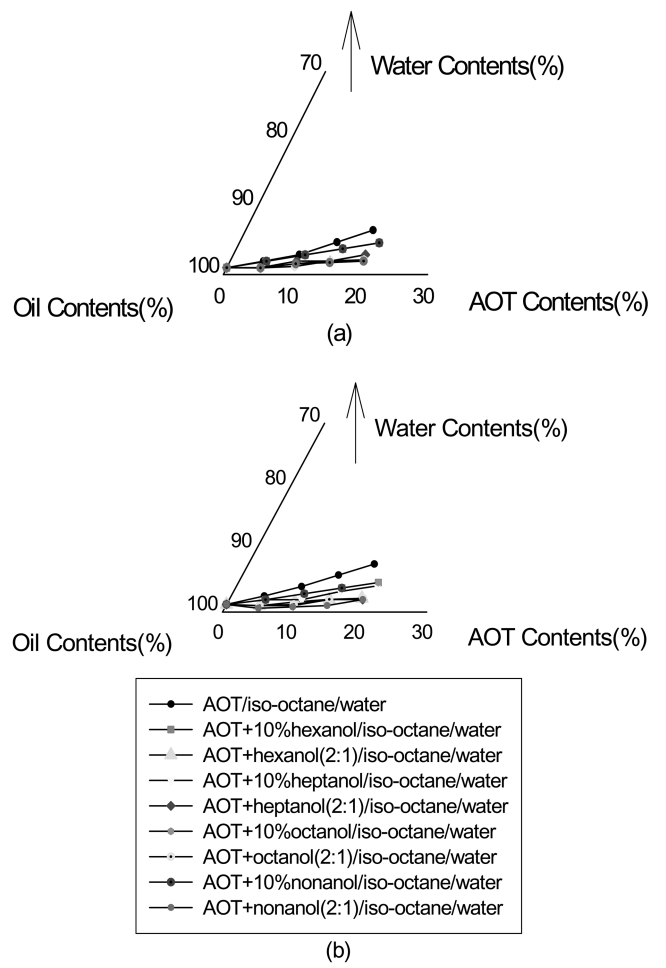 70
Water Contents(%)
80
90
100
0 10 20 30
Oil Contents(%) AOT Contents(%)
(a)
70
Water Contents(%)
80
90
100
0 10 20 30
Oil Contents(%) AOT Contents(%)
AOT/iso-octane/water
AOT+10%hexanol/iso-octane/water
AOT+hexanol(2:1)/iso-octane/water
AOT+10%heptanol/iso-octane/water
AOT+heptanol(2:1)/iso-octane/water
AOT+10%octanol/iso-octane/water
AOT+octanol(2:1)/iso-octane/water
AOT+10%nonanol/iso-octane/water
AOT+nonanol(2:1)/iso-octane/water
(b)